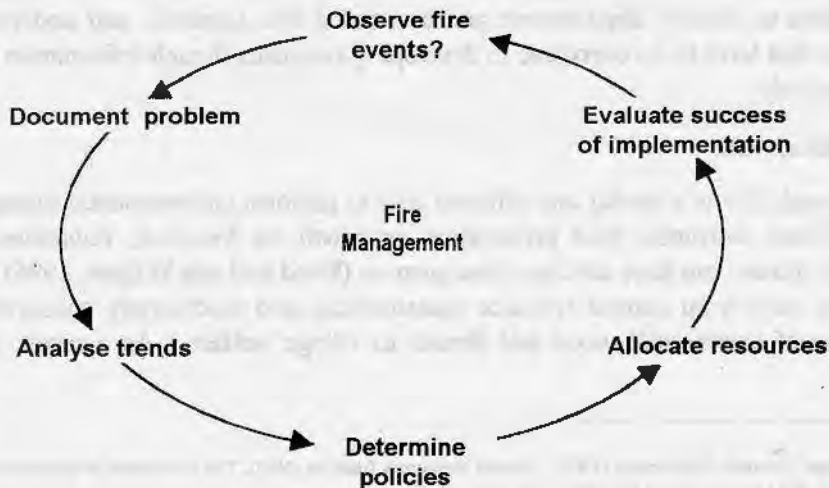 Observe fire
events?
Document problem
Evaluate success
of implementation
Fire
Management
Analyse trends
Allocate resources
Determine
policies